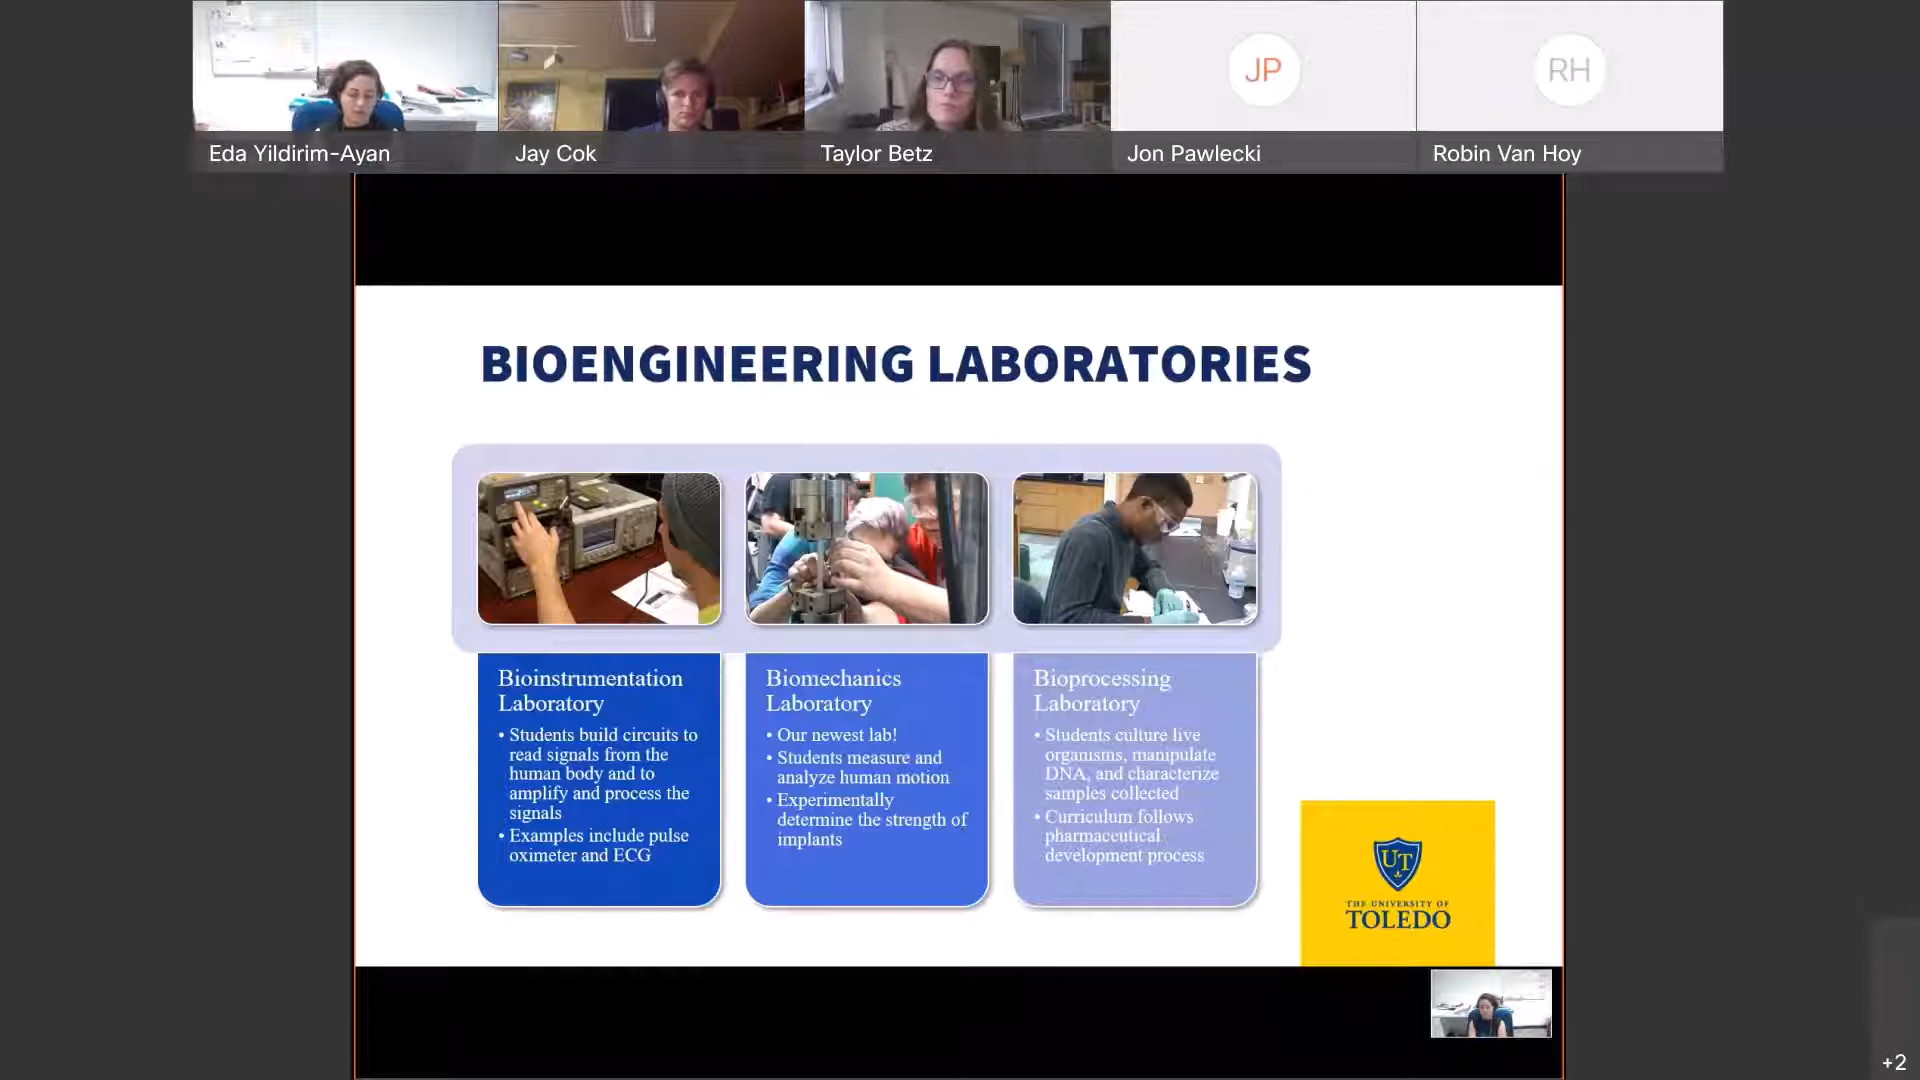 Eda Yildirim-Ayan
Jay Cok
Taylor Betz
JP
Jon Pawlecki
RH
Robin Van Hoy
BIOENGINEERING LABORATORIES
Bioinstrumentation
Laboratory
• Students build circuits to
read signals from the
human body and to
amplify and process the
signals
• Examples include pulse
oximeter and ECG
Biomechanics
Laboratory
• Our newest lab!
• Students measure and
analyze human motion
• Experimentally
determine the strength of
implants
Bioprocessing
Laboratory
• Students culture live
organisms, manipulate
DNA, and characterize
samples collected
• Curriculum follows
pharmaceutical
development process
UT
THE UNIVERSITY OF
TOLEDO
+2